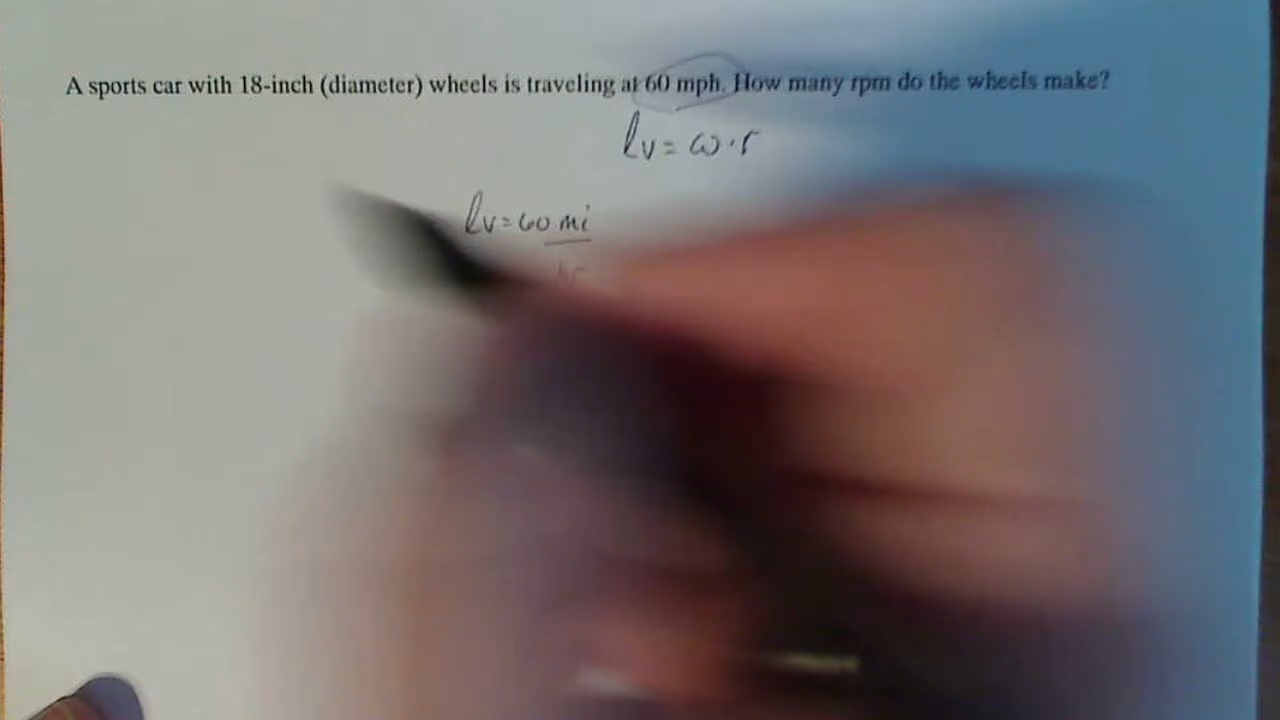 A sports car with 18-inch (diameter) wheels is traveling at 60 mph. How many rpm do the wheels make?
lv = ω·r
lv = 60 mi
hr